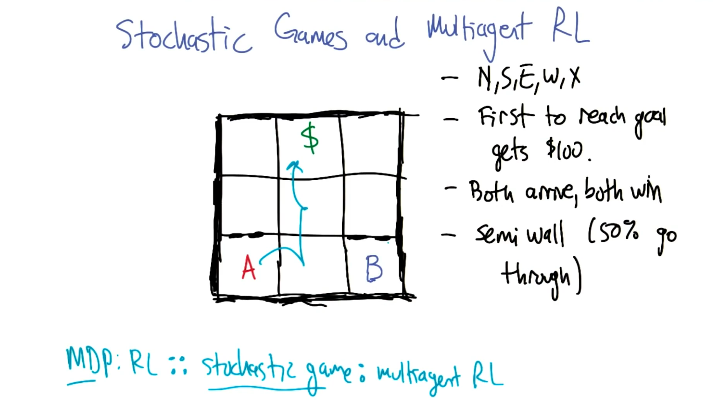 Stochastic Games and Multiagent RL
- N,S,E,W,X
- First to reach goal
gets $100.
- Both arrive, both win
- semi wall (50% go
through)
$
A
B
MDP: RL :: stochastic game: multiagent RL